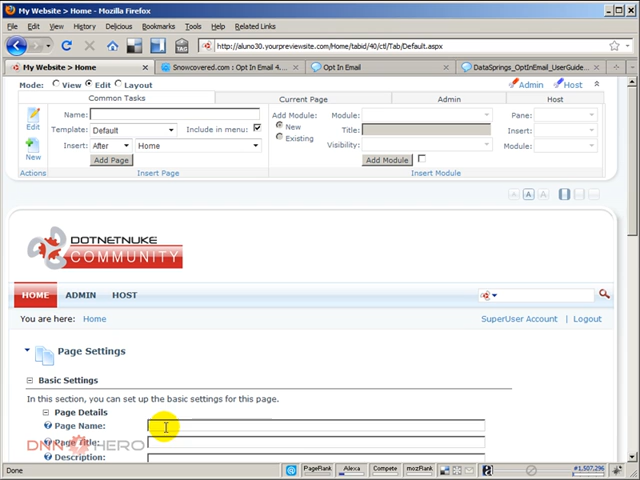 My Website > Home - Mozilla Firefox
File Edit View History Delicious Bookmarks Tools Help Related Links
http://aluno30.yourpreviewsite.com/Home/tabid/40/ctl/Tab/Default.aspx
My Website > Home
Snowcovered.com : Opt In Email 4....
Opt In Email
DataSprings_OptInEmail_UserGuide...
Mode: View Edit Layout
Admin Host
Common Tasks Current Page Admin Host
Name:
Add Module: Module: Pane:
Edit
Template: Default Include in menu:
New Title: Insert:
New
Insert: After Home
Existing Visibility: Module:
Add Page
Add Module
Actions Insert Page Insert Module
A A A
DOTNETNUKE
COMMUNITY
HOME ADMIN HOST
You are here: Home
SuperUser Account | Logout
Page Settings
Basic Settings
In this section, you can set up the basic settings for this page.
Page Details
Page Name:
Page Title:
Description:
DNN HERO
Done
PageRank Alexa Compete mozRank
#1,507,296